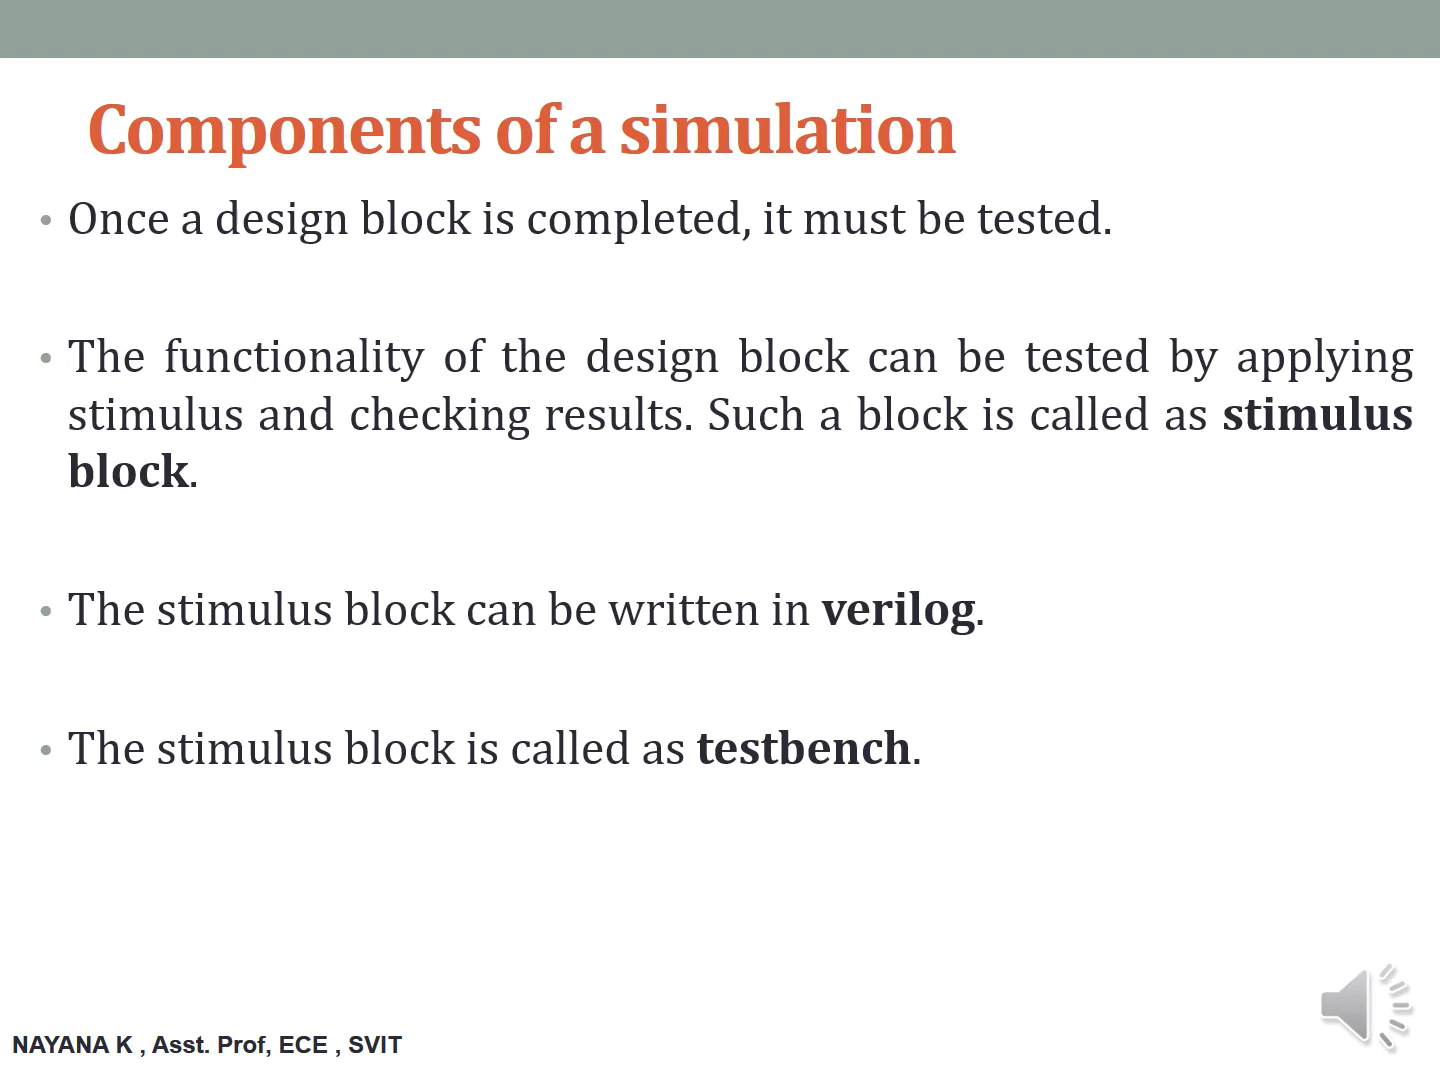 Components of a simulation
• Once a design block is completed, it must be tested.
• The functionality of the design block can be tested by applying
stimulus and checking results. Such a block is called as stimulus
block.
• The stimulus block can be written in verilog.
• The stimulus block is called as testbench.
NAYANA K , Asst. Prof, ECE , SVIT